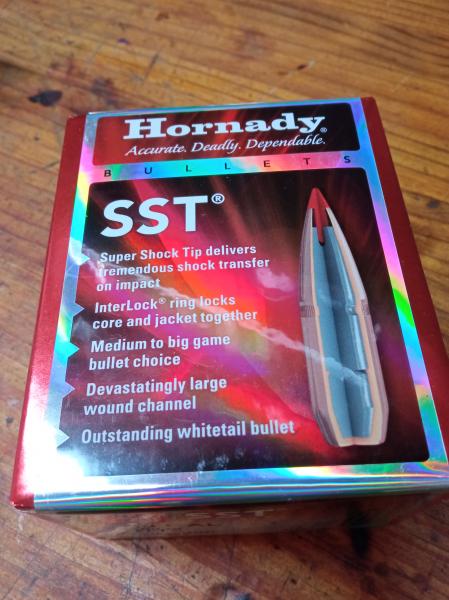 Hornady®
Accurate. Deadly. Dependable.
BULLETS
SST®
Super Shock Tip delivers
tremendous shock transfer
on impact
InterLock® ring locks
core and jacket together
Medium to big game
bullet choice
Devastatingly large
wound channel
Outstanding whitetail bullet
SST